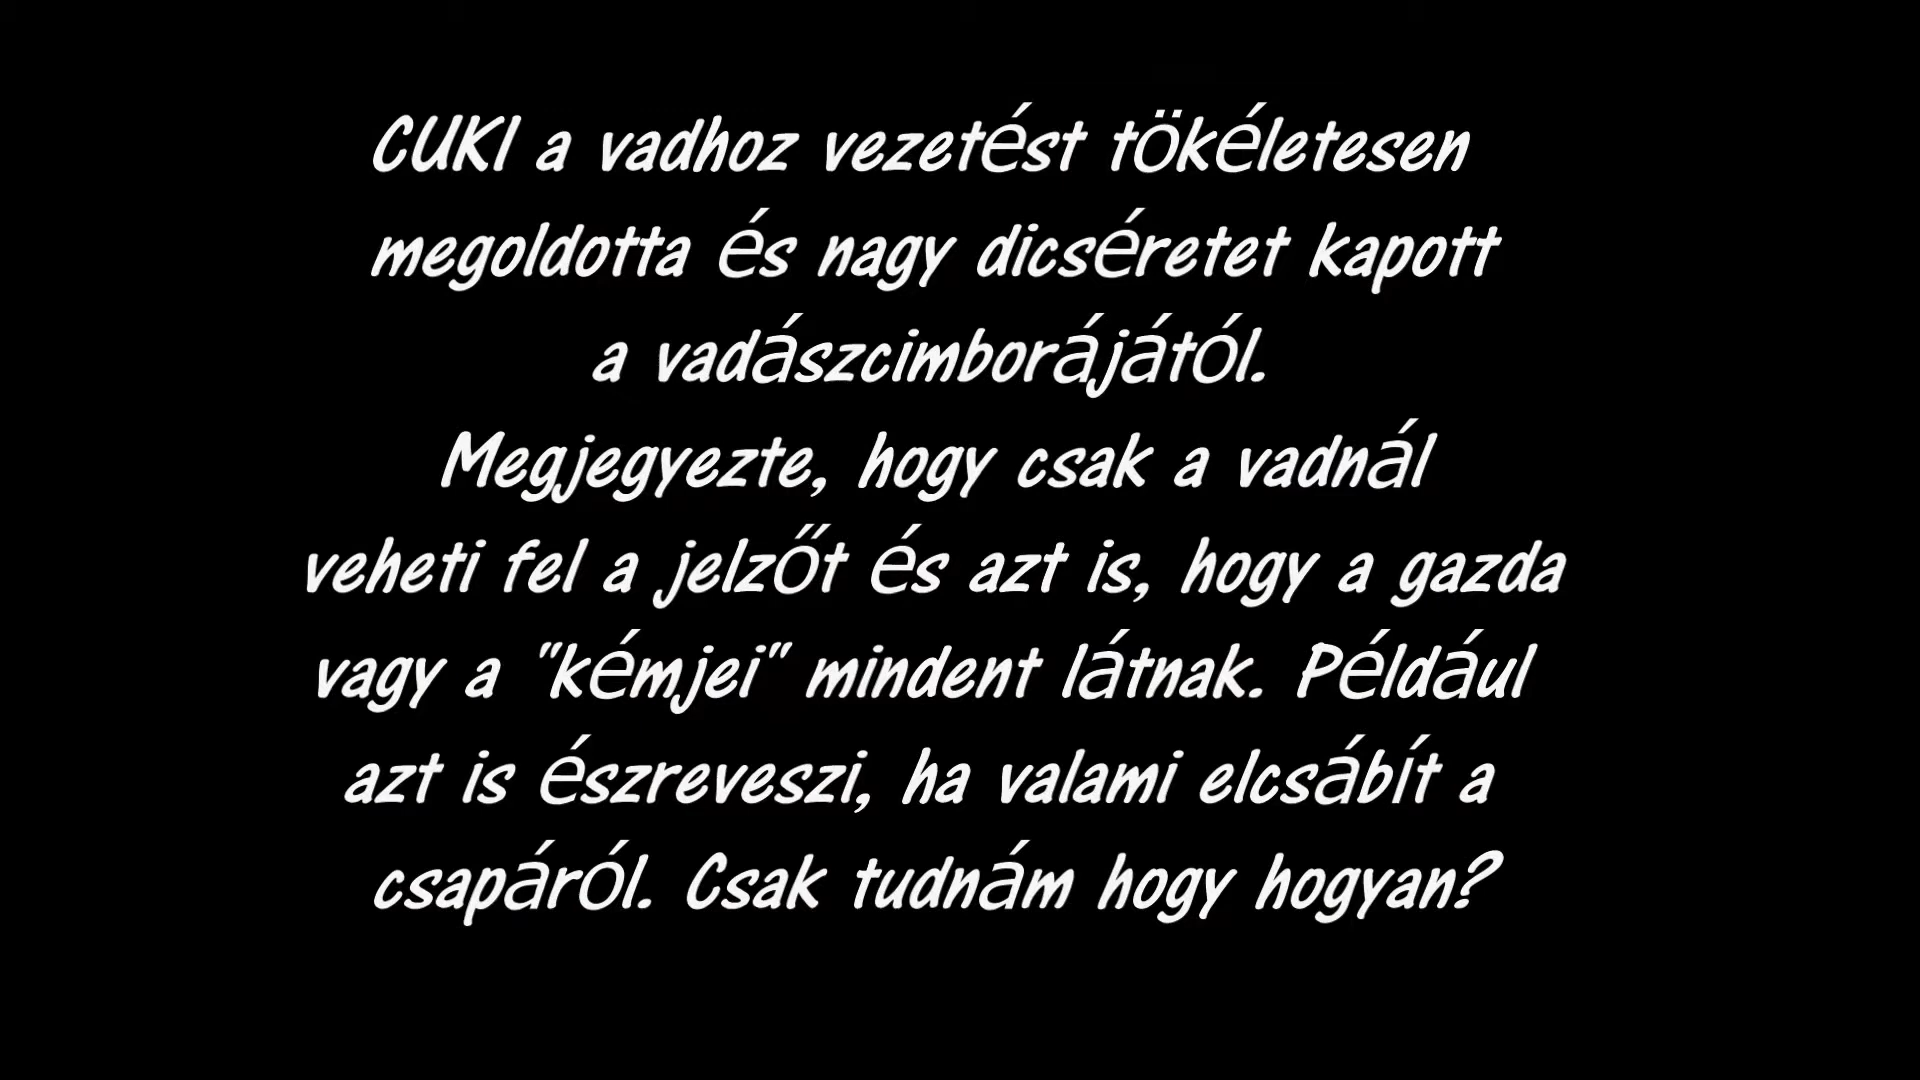 CUKI a vadhoz vezetést tökéletesen
megoldotta és nagy dicséretet kapott
a vadászcimborájától.
Megjegyezte, hogy csak a vadnál
veheti fel a jelzőt és azt is, hogy a gazda
vagy a "kémjei" mindent látnak. Például
azt is észreveszi, ha valami elcsábít a
csapáról. Csak tudnám hogy hogyan?